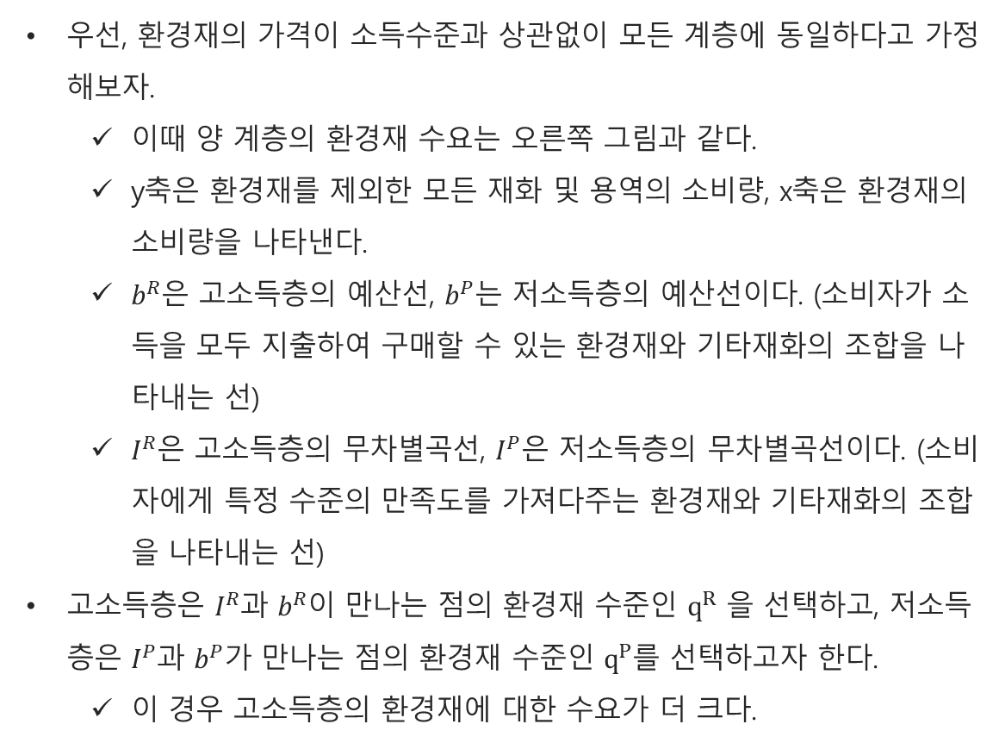 • 우선, 환경재의 가격이 소득수준과 상관없이 모든 계층에 동일하다고 가정
해보자.
✓ 이때 양 계층의 환경재 수요는 오른쪽 그림과 같다.
✓ y축은 환경재를 제외한 모든 재화 및 용역의 소비량, x축은 환경재의
소비량을 나타낸다.
✓ b^R은 고소득층의 예산선, b^P는 저소득층의 예산선이다. (소비자가 소
득을 모두 지출하여 구매할 수 있는 환경재와 기타재화의 조합을 나
타내는 선)
✓ I^R은 고소득층의 무차별곡선, I^P은 저소득층의 무차별곡선이다. (소비
자에게 특정 수준의 만족도를 가져다주는 환경재와 기타재화의 조합
을 나타내는 선)
• 고소득층은 I^R과 b^R이 만나는 점의 환경재 수준인 q^R 을 선택하고, 저소득
층은 I^P과 b^P가 만나는 점의 환경재 수준인 q^P를 선택하고자 한다.
✓ 이 경우 고소득층의 환경재에 대한 수요가 더 크다.